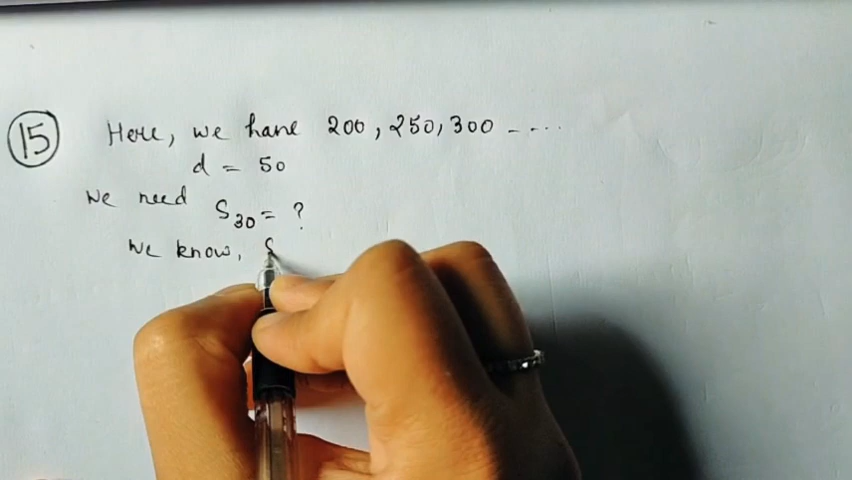 15 Here, we have 200, 250, 300 - ....
d = 50
We need S30 = ?
We know, S